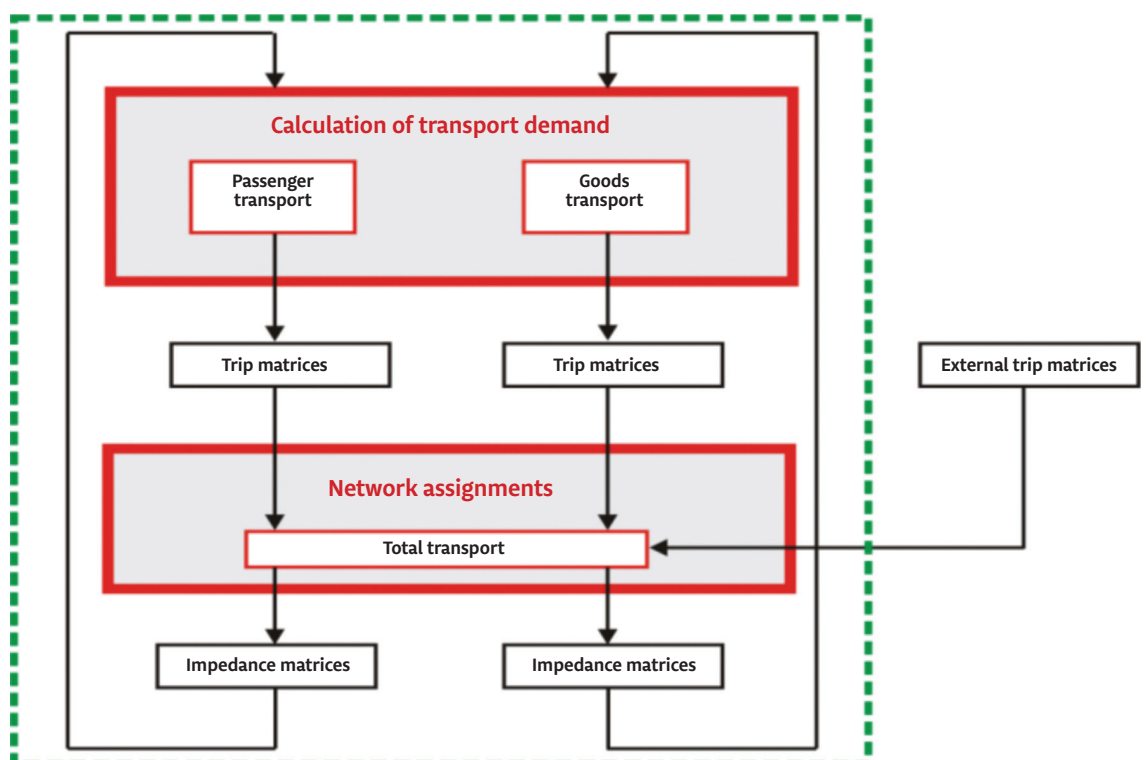 Calculation of transport demand
Passenger
transport
Goods
transport
Trip matrices
Trip matrices
External trip matrices
Network assignments
Total transport
Impedance matrices
Impedance matrices